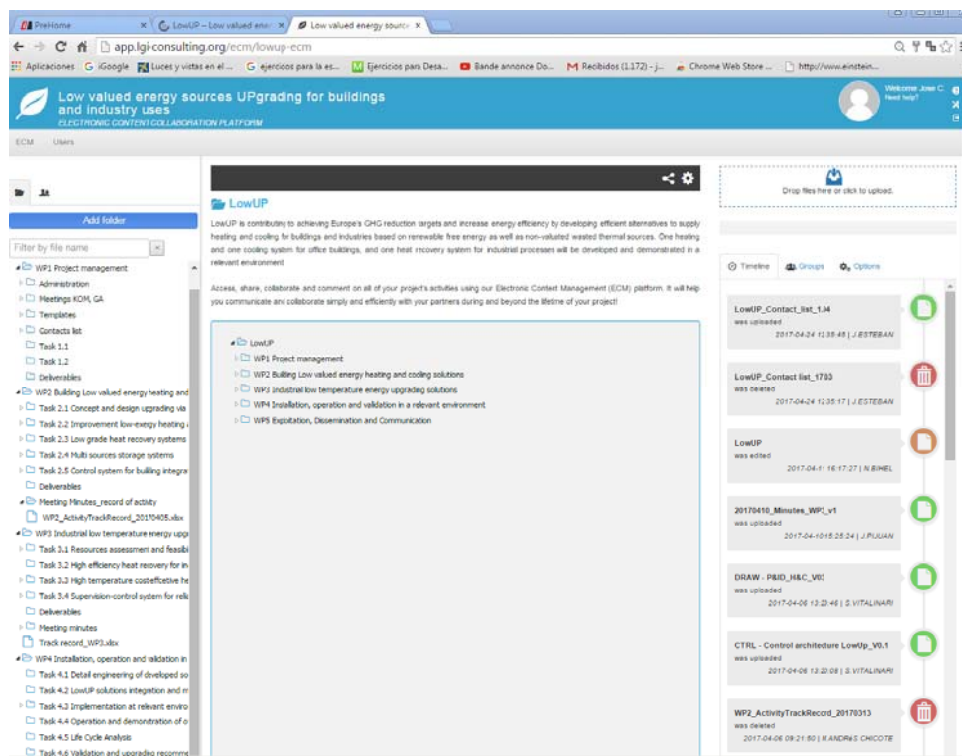 PreHome
LowUP – Low valued ener
Low valued energy source
app.lgi-consulting.org/ecm/lowup-ecm
Aplicaciones
iGoogle
Luces y vistas en el ...
ejercicos para la es...
Ejercicios para Desa...
Bande annonce Do...
Recibidos (1.172) - j...
Chrome Web Store ...
http://www.einstein...
Low valued energy sources UPgrading for buildings
and industry uses
ELECTRONIC CONTENT COLLABORATION PLATFORM
Welcome Jose C.
Need help?
ECM
Users
Add folder
Filter by file name
WP1 Project management
Administration
Meetings KOM, GA
Templates
Contacts list
Task 1.1
Task 1.2
Deliverables
WP2 Building Low valued energy heating and
Task 2.1 Concept and design upgrading via
Task 2.2 Improvement low-exergy heating
Task 2.3 Low grade heat recovery systems
Task 2.4 Multi sources storage systems
Task 2.5 Control system for building integra
Deliverables
Meeting Minutes_record of activity
WP2_ActivityTrackRecord_20170405.xlsx
WP3 Industrial low temperature energy upgr
Task 3.1 Resources assessment and feasibi
Task 3.2 High efficiency heat recovery for in
Task 3.3 High temperature costeffcetive he
Task 3.4 Supervision-control system for relia
Deliverables
Meeting minutes
Track record_WP3.xlsx
WP4 Installation, operation and validation in
Task 4.1 Detail engineering of developed so
Task 4.2 LowUP solutions integration and m
Task 4.3 Implementation at relevant enviro
Task 4.4 Operation and demontration of o
Task 4.5 Life Cycle Analysis
Task 4.6 Validation and upgrading recomme
LowUP
LowUP is contributing to achieving Europe's GHG reduction targets and increase energy efficiency by developing efficient alternatives to supply
heating and cooling for buildings and industries based on renewable free energy as well as non-valuated wasted thermal sources. One heating
and one cooling system for office buildings, and one heat recovery system for industrial processes will be developed and demonstrated in a
relevant environment
Access, share, collaborate and comment on all of your project's activities using our Electronic Context Management (ECM) platform. It will help
you communicate and collaborate simply and efficiently with your partners during and beyond the lifetime of your project!
LowUP
WP1 Project management
WP2 Building Low valued energy heating and cooling solutions
WP3 Industrial low temperature energy upgrading solutions
WP4 Installation, operation and validation in a relevant environment
WP5 Exploitation, Dissemination and Communication
Drop files here or click to upload.
Timeline
Groups
Options
LowUP_Contact_list_1.04
was uploaded
J.ESTEBAN
LowUP_Contact list_1703
was deleted
J.ESTEBAN
LowUP
was edited
16:17:27 | N.BIHEL
20170410_Minutes_WP
was uploaded
J.PIJUAN
DRAW - P&ID_H&C_V0
was uploaded
S.VITALINARI
CTRL - Control architecture LowUp_V0.1
was uploaded
S.VITALINARI
WP2_ActivityTrackRecord_20170313
was deleted
2017-04-06 09:21:50 | R.ANDRéS CHICOTE